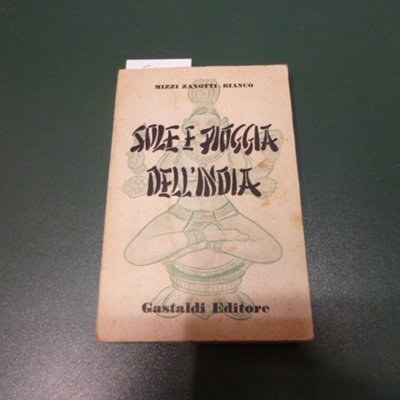 MIZZI ZANOTTI-BIANCO
SOLE E PIOGGIA
DELL'INDIA
Gastaldi Editore